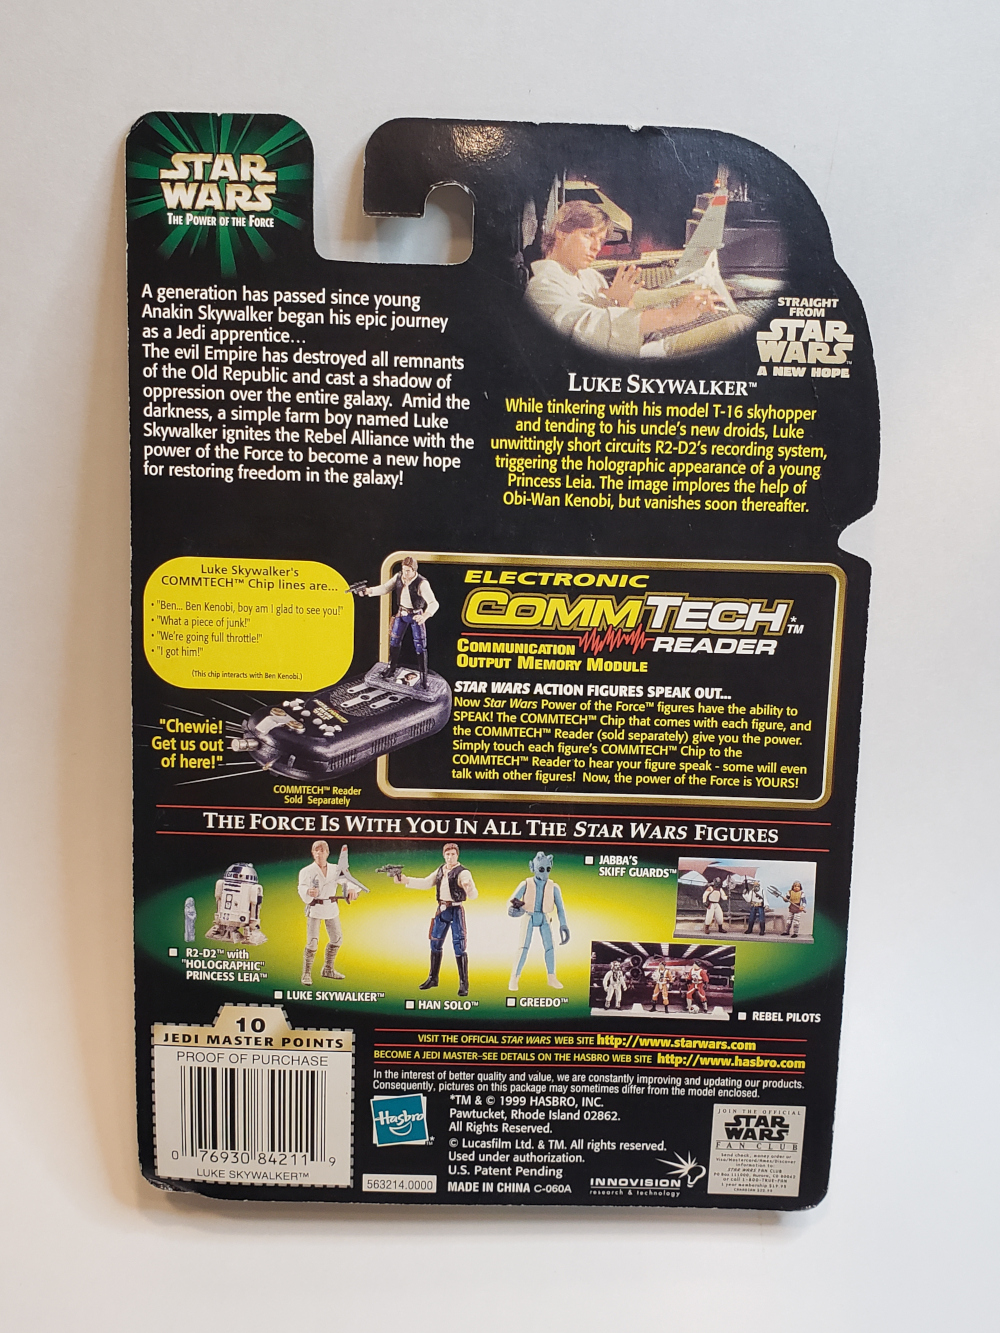 STAR
WARS
THE POWER OF THE FORCE
A generation has passed since young
Anakin Skywalker began his epic journey
as a Jedi apprentice...
The evil Empire has destroyed all remnants
of the Old Republic and cast a shadow of
oppression over the entire galaxy. Amid the
darkness, a simple farm boy named Luke
Skywalker ignites the Rebel Alliance with the
power of the Force to become a new hope
for restoring freedom in the galaxy!
STRAIGHT
FROM
STAR
WARS
A NEW HOPE
LUKE SKYWALKER™
While tinkering with his model T-16 skyhopper
and tending to his uncle's new droids, Luke
unwittingly short circuits R2-D2's recording system,
triggering the holographic appearance of a young
Princess Leia. The image implores the help of
Obi-Wan Kenobi, but vanishes soon thereafter.
Luke Skywalker's
COMMTECH™ Chip lines are...
• "Ben... Ben Kenobi, boy am I glad to see you!"
• "What a piece of junk!"
• "We're going full throttle!"
• "I got him!"
(This chip interacts with Ben Kenobi.)
"Chewie!
Get us out
of here!"
COMMTECH™ Reader
Sold Separately
ELECTRONIC
COMMTECH*™
COMMUNICATION READER
OUTPUT MEMORY MODULE
STAR WARS ACTION FIGURES SPEAK OUT...
Now Star Wars Power of the Force™ figures have the ability to
SPEAK! The COMMTECH™ Chip that comes with each figure, and
the COMMTECH™ Reader (sold separately) give you the power.
Simply touch each figure's COMMTECH™ Chip to the
COMMTECH™ Reader to hear your figure speak - some will even
talk with other figures! Now, the power of the Force is YOURS!
THE FORCE IS WITH YOU IN ALL THE STAR WARS FIGURES
R2-D2™ with
"HOLOGRAPHIC"
PRINCESS LEIA™
LUKE SKYWALKER™
HAN SOLO™
GREEDO™
JABBA'S
SKIFF GUARDS™
REBEL PILOTS
10
JEDI MASTER POINTS
PROOF OF PURCHASE
0 76930 84211 9
LUKE SKYWALKER™
VISIT THE OFFICIAL STAR WARS WEB SITE http://www.starwars.com
BECOME A JEDI MASTER–SEE DETAILS ON THE HASBRO WEB SITE http://www.hasbro.com
In the interest of better quality and value, we are constantly improving and updating our products.
Consequently, pictures on this package may sometimes differ from the model enclosed.
Hasbro
*TM & © 1999 HASBRO, INC.
Pawtucket, Rhode Island 02862.
All Rights Reserved.
© Lucasfilm Ltd. & TM. All rights reserved.
Used under authorization.
U.S. Patent Pending
563214.0000
MADE IN CHINA C-060A
INNOVISION
research & technology
JOIN THE OFFICIAL
STAR
WARS
FAN CLUB